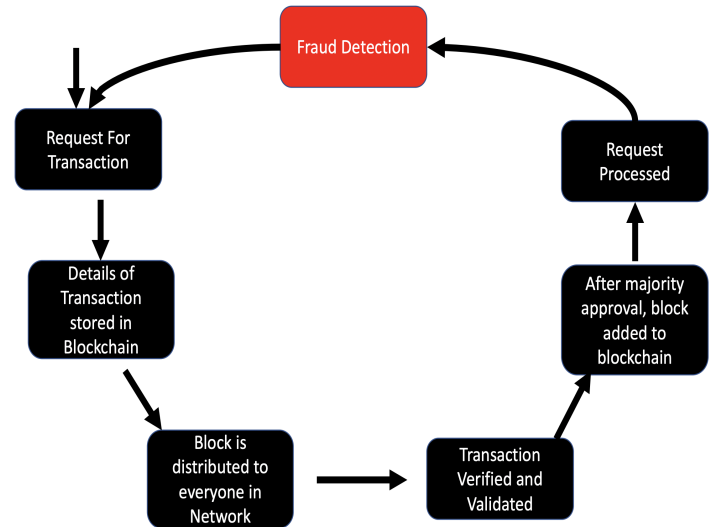 Fraud Detection
Request For
Transaction
Details of
Transaction
stored in
Blockchain
Block is
distributed to
everyone in
Network
Transaction
Verified and
Validated
After majority
approval, block
added to
blockchain
Request
Processed